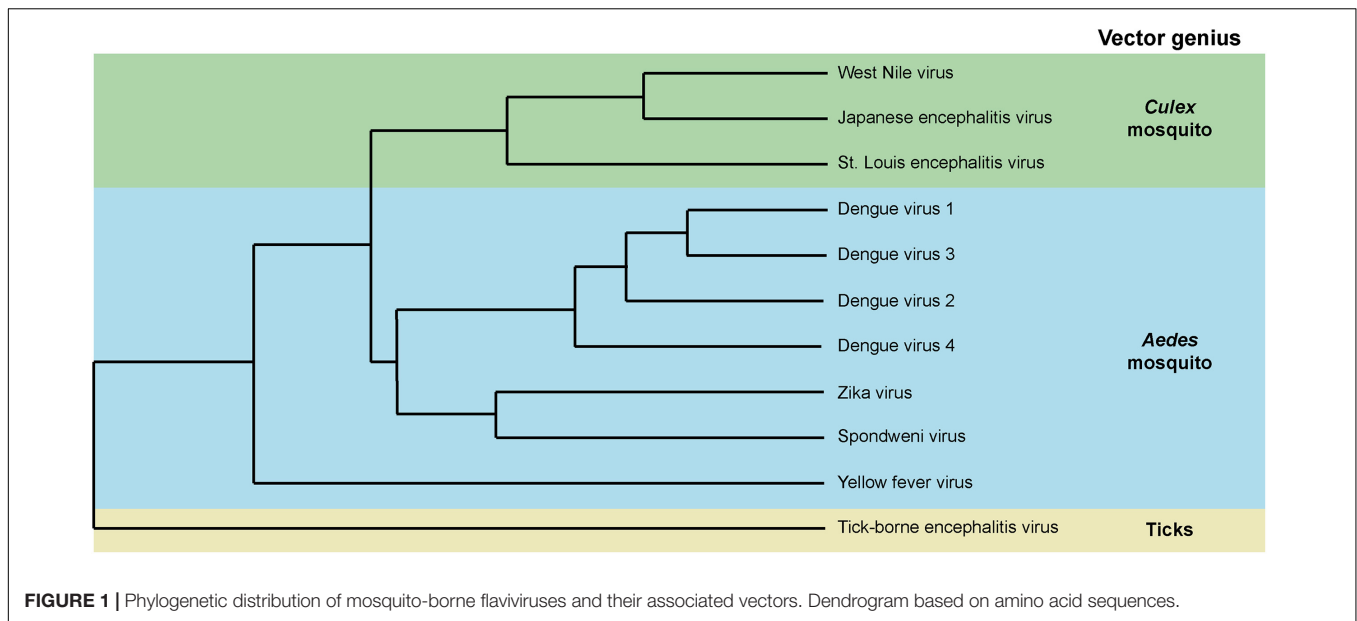 Vector genius
West Nile virus
Japanese encephalitis virus
St. Louis encephalitis virus
Culex
mosquito
Dengue virus 1
Dengue virus 3
Dengue virus 2
Dengue virus 4
Zika virus
Spondweni virus
Yellow fever virus
Aedes
mosquito
Tick-borne encephalitis virus
Ticks
FIGURE 1 | Phylogenetic distribution of mosquito-borne flaviviruses and their associated vectors. Dendrogram based on amino acid sequences.